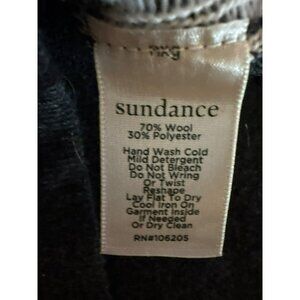 sundance
70% Wool
30% Polyester
Hand Wash Cold
Mild Detergent
Do Not Bleach
Do Not Wring
Or Twist
Reshape
Lay Flat To Dry
Cool Iron On
Garment Inside
If Needed
Or Dry Clean
RN#106205